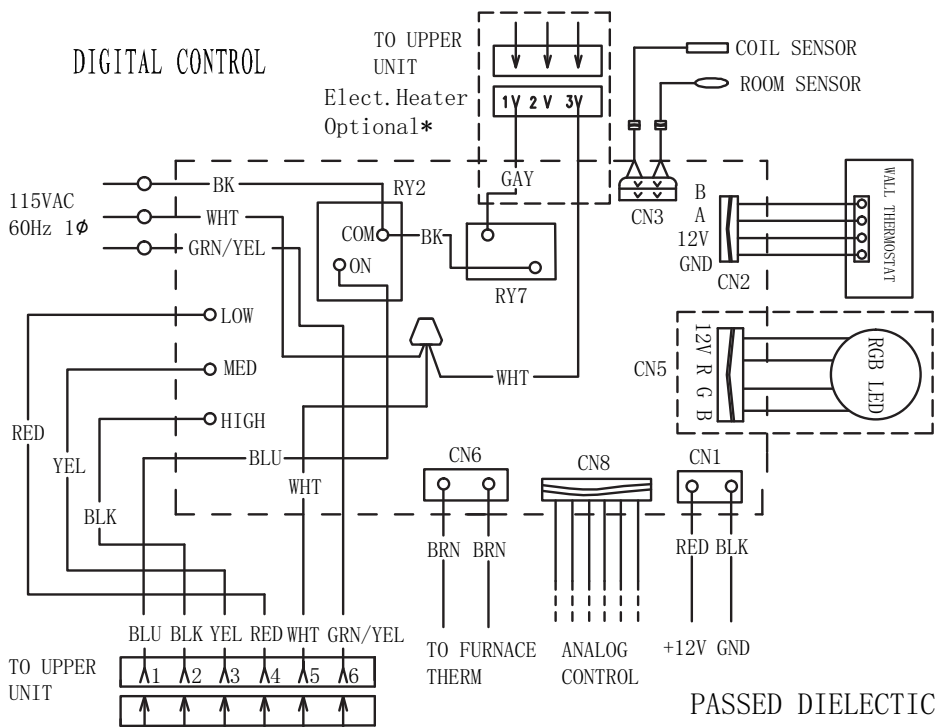 DIGITAL CONTROL
TO UPPER
UNIT
Elect.Heater
Optional*
1 2 3
COIL SENSOR
ROOM SENSOR
GAY
115VAC
60Hz 1ϕ
BK
WHT
GRN/YEL
RY2
COM
ON
BK
RY7
CN3
B
A
12V
GND
CN2
WALL THERMOSTAT
LOW
MED
HIGH
WHT
CN5
12V R G B
RGB LED
RED
YEL
BLK
BLU
WHT
CN6
CN8
CN1
BRN BRN
RED BLK
BLU BLK YEL RED WHT GRN/YEL
TO FURNACE
THERM
ANALOG
CONTROL
+12V GND
TO UPPER
UNIT
1 2 3 4 5 6
PASSED DIELECTIC